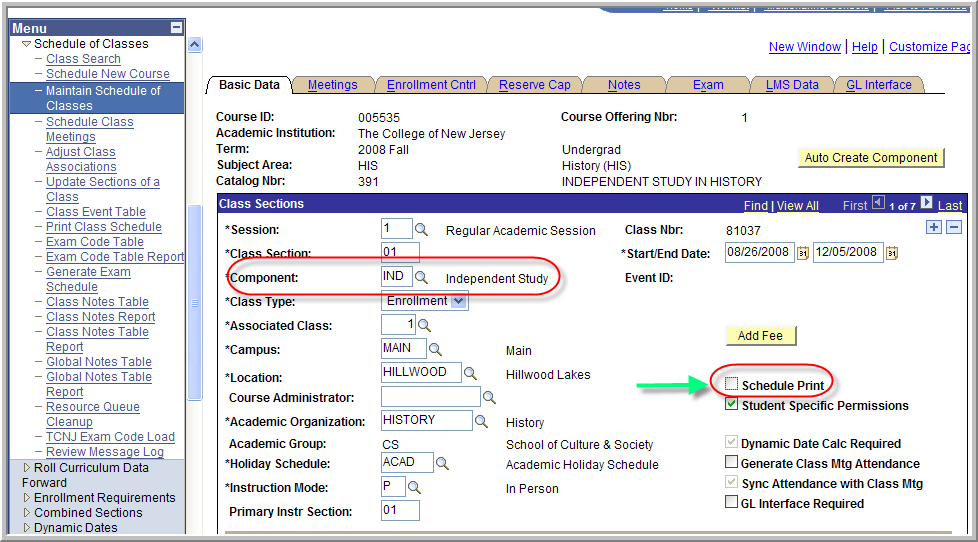 Menu
Schedule of Classes
Class Search
Schedule New Course
Maintain Schedule of
Classes
Schedule Class
Meetings
Adjust Class
Associations
Update Sections of a
Class
Class Event Table
Print Class Schedule
Exam Code Table
Exam Code Table Report
Generate Exam
Schedule
Class Notes Table
Class Notes Report
Class Notes Table
Report
Global Notes Table
Global Notes Table
Report
Resource Queue
Cleanup
TCNJ Exam Code Load
Review Message Log
Roll Curriculum Data
Forward
Enrollment Requirements
Combined Sections
Dynamic Dates
New Window | Help | Customize Pag
Basic Data Meetings Enrollment Cntrl Reserve Cap Notes Exam LMS Data GL Interface
Course ID: 005535 Course Offering Nbr: 1
Academic Institution: The College of New Jersey
Term: 2008 Fall Undergrad
Subject Area: HIS History (HIS) Auto Create Component
Catalog Nbr: 391 INDEPENDENT STUDY IN HISTORY
Class Sections Find | View All First 1 of 7 Last
*Session: 1 Regular Academic Session Class Nbr: 81037
*Class Section: 01 *Start/End Date: 08/26/2008 12/05/2008
*Component: IND Independent Study Event ID:
*Class Type: Enrollment
*Associated Class: 1 Add Fee
*Campus: MAIN Main
*Location: HILLWOOD Hillwood Lakes Schedule Print
Course Administrator: Student Specific Permissions
*Academic Organization: HISTORY History
Academic Group: CS School of Culture & Society Dynamic Date Calc Required
*Holiday Schedule: ACAD Academic Holiday Schedule Generate Class Mtg Attendance
*Instruction Mode: P In Person Sync Attendance with Class Mtg
Primary Instr Section: 01 GL Interface Required